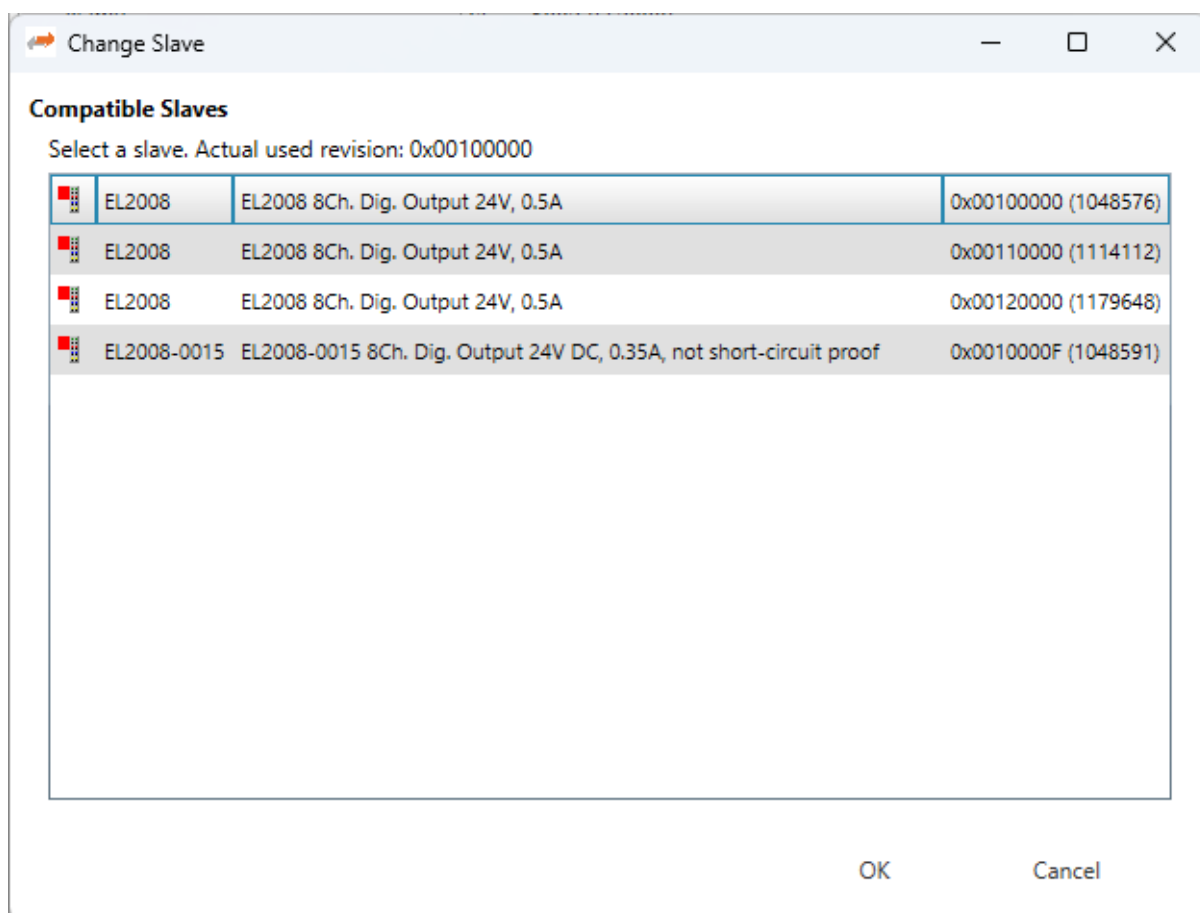 Change Slave
Compatible Slaves
Select a slave. Actual used revision: 0x00100000
EL2008 EL2008 8Ch. Dig. Output 24V, 0.5A 0x00100000 (1048576)
EL2008 EL2008 8Ch. Dig. Output 24V, 0.5A 0x00110000 (1114112)
EL2008 EL2008 8Ch. Dig. Output 24V, 0.5A 0x00120000 (1179648)
EL2008-0015 EL2008-0015 8Ch. Dig. Output 24V DC, 0.35A, not short-circuit proof 0x0010000F (1048591)
OK Cancel